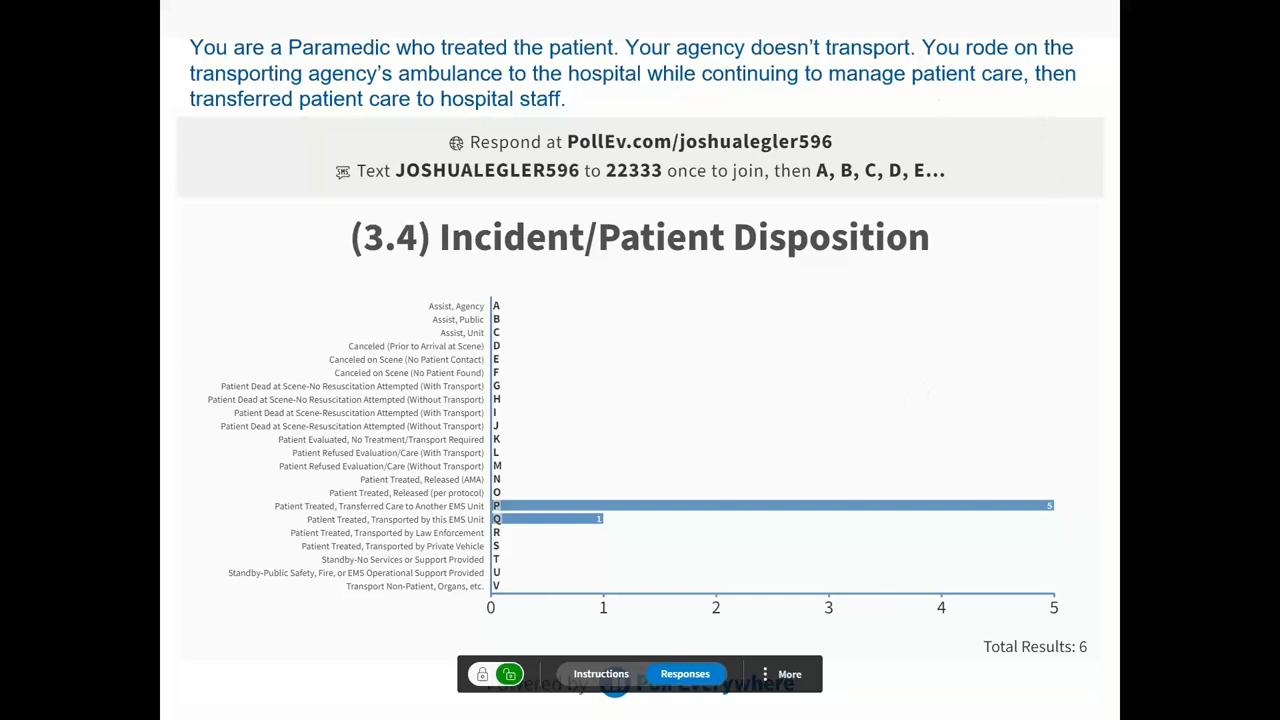 You are a Paramedic who treated the patient. Your agency doesn’t transport. You rode on the
transporting agency’s ambulance to the hospital while continuing to manage patient care, then
transferred patient care to hospital staff.
Respond at PollEv.com/joshualegler596
Text JOSHUALEGLER596 to 22333 once to join, then A, B, C, D, E...
(3.4) Incident/Patient Disposition
Assist, Agency A
Assist, Public B
Assist, Unit C
Canceled (Prior to Arrival at Scene) D
Canceled on Scene (No Patient Contact) E
Canceled on Scene (No Patient Found) F
Patient Dead at Scene-No Resuscitation Attempted (With Transport) G
Patient Dead at Scene-No Resuscitation Attempted (Without Transport) H
Patient Dead at Scene-Resuscitation Attempted (With Transport) I
Patient Dead at Scene-Resuscitation Attempted (Without Transport) J
Patient Evaluated, No Treatment/Transport Required K
Patient Refused Evaluation/Care (With Transport) L
Patient Refused Evaluation/Care (Without Transport) M
Patient Treated, Released (AMA) N
Patient Treated, Released (per protocol) O
Patient Treated, Transferred Care to Another EMS Unit P 5
Patient Treated, Transported by this EMS Unit Q 1
Patient Treated, Transported by Law Enforcement R
Patient Treated, Transported by Private Vehicle S
Standby-No Services or Support Provided T
Standby-Public Safety, Fire, or EMS Operational Support Provided U
Transport Non-Patient, Organs, etc. V
0 1 2 3 4 5
Total Results: 6
Instructions Responses More
Powered by Poll Everywhere